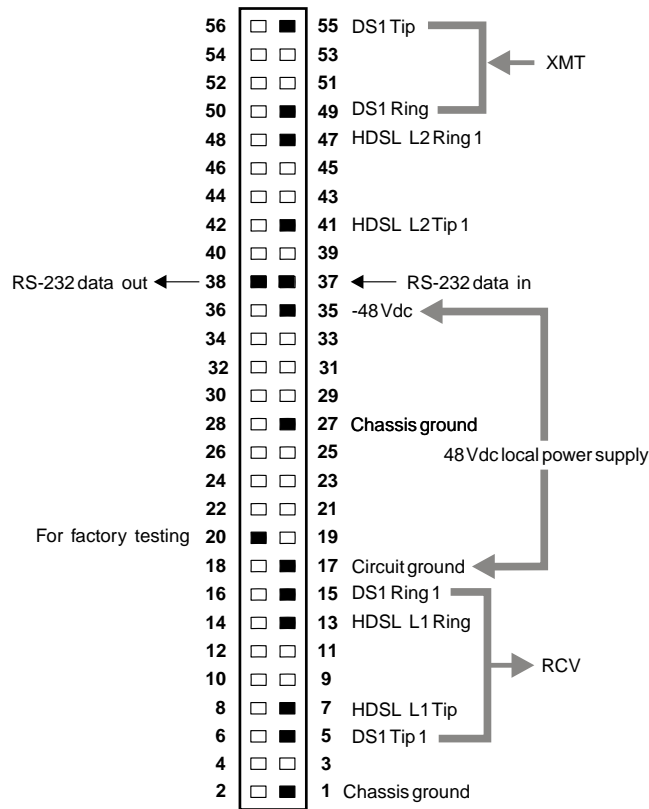 56 55 DS1 Tip
54 53
XMT
52 51
50 49 DS1 Ring
48 47 HDSL L2 Ring 1
46 45
44 43
42 41 HDSL L2 Tip 1
40 39
RS-232 data out 38 37 RS-232 data in
36 35 -48 Vdc
34 33
32 31
30 29
28 27 Chassis ground
26 25
48 Vdc local power supply
24 23
22 21
For factory testing 20 19
18 17 Circuit ground
16 15 DS1 Ring 1
14 13 HDSL L1 Ring
12 11
RCV
10 9
8 7 HDSL L1 Tip
6 5 DS1 Tip 1
4 3
2 1 Chassis ground